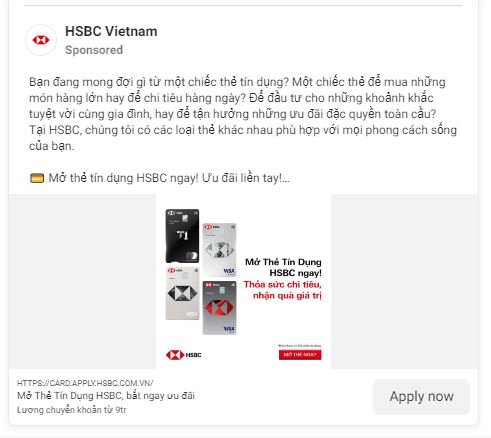 HSBC Vietnam
Sponsored
Bạn đang mong đợi gì từ một chiếc thẻ tín dụng? Một chiếc thẻ để mua những
món hàng lớn hay để chi tiêu hàng ngày? Để đầu tư cho những khoảnh khắc
tuyệt vời cùng gia đình, hay để tận hưởng những ưu đãi đặc quyền toàn cầu?
Tại HSBC, chúng tôi có các loại thẻ khác nhau phù hợp với mọi phong cách sống
của bạn.
💳 Mở thẻ tín dụng HSBC ngay! Ưu đãi liền tay!...
T1
VISA
VISA
VISA
Mở Thẻ Tín Dụng
HSBC ngay!
Thỏa sức chi tiêu,
nhận quà giá trị
HSBC
MỞ THẺ NGAY
HTTPS://CARD.APPLY.HSBC.COM.VN/
Mở Thẻ Tín Dụng HSBC, bắt ngay ưu đãi
Lương chuyển khoản từ 9tr
Apply now